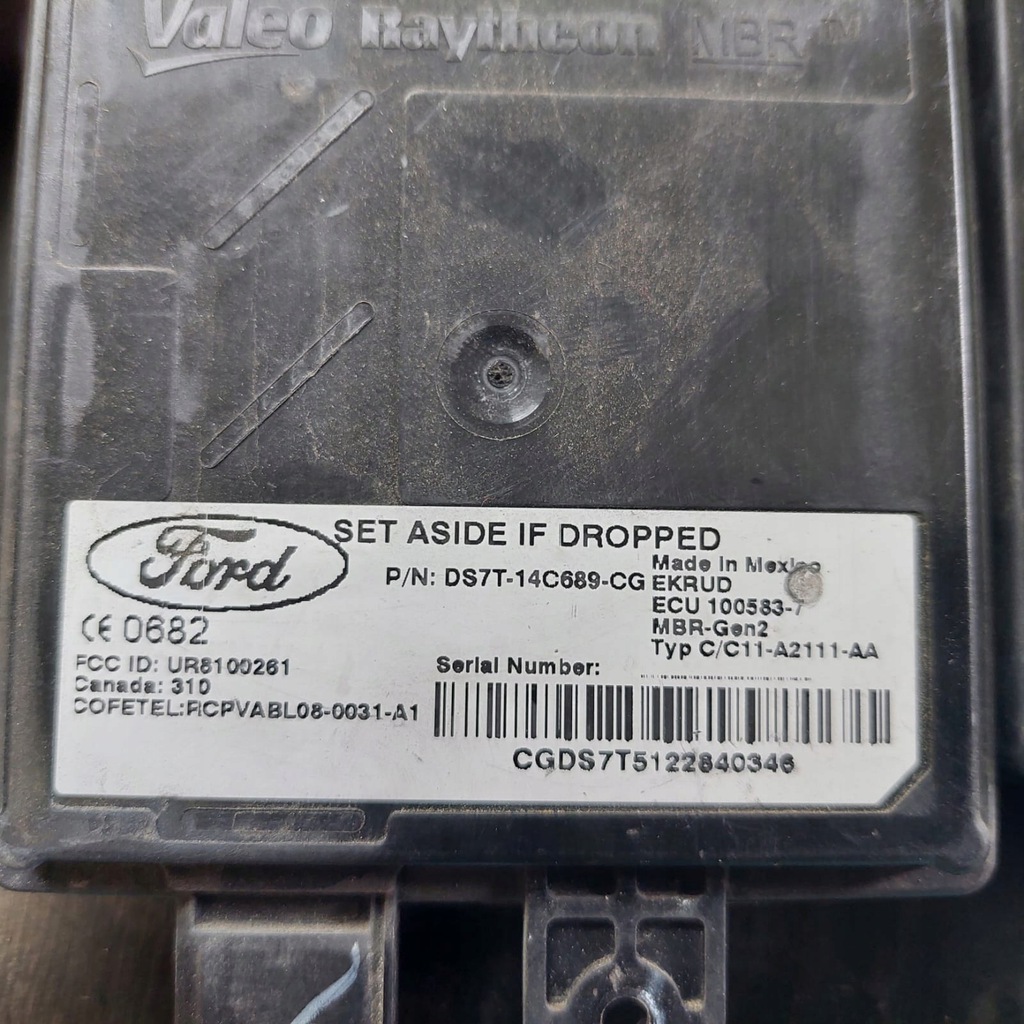 Valeo Raytheon MBR
Ford
SET ASIDE IF DROPPED
P/N: DS7T-14C689-CG
Made in Mexico
EKRUD
ECU 100583-7
MBR-Gen2
Typ C/C11-A2111-AA
CE 0682
FCC ID: UR8100261
Canada: 310
COFETEL:RCPVABL08-0031-A1
Serial Number:
CGDS7T5122840346